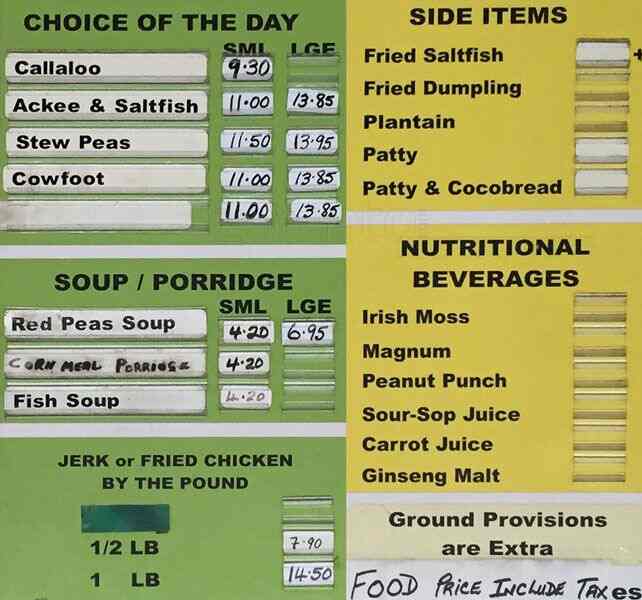 CHOICE OF THE DAY
SML LGE
Callaloo 9.30
Ackee & Saltfish 11.00 13.85
Stew Peas 11.50 13.95
Cowfoot 11.00 13.85
11.00 13.85
SOUP / PORRIDGE
SML LGE
Red Peas Soup 4.20 6.95
CORN MEAL PORRIDGE 4.20
Fish Soup 4.20
JERK or FRIED CHICKEN
BY THE POUND
1/2 LB 7.90
1 LB 14.50
SIDE ITEMS
Fried Saltfish +
Fried Dumpling
Plantain
Patty
Patty & Cocobread
NUTRITIONAL
BEVERAGES
Irish Moss
Magnum
Peanut Punch
Sour-Sop Juice
Carrot Juice
Ginseng Malt
Ground Provisions
are Extra
FOOD PRICE INCLUDE TAXes